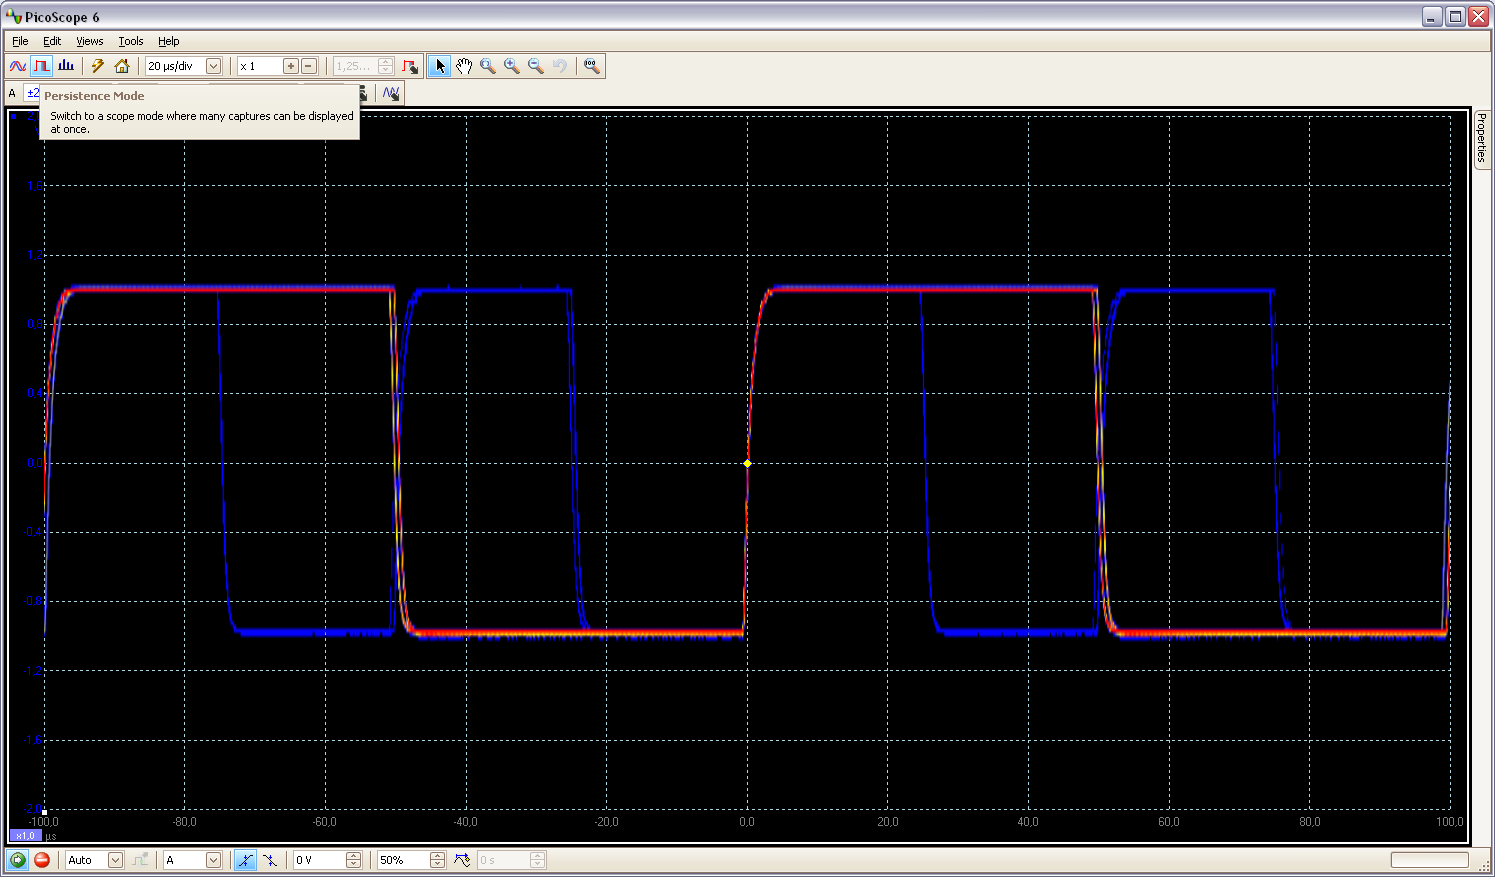 PicoScope 6
File Edit Views Tools Help
20 µs/div x 1 1,25...
A ±2
Persistence Mode
Switch to a scope mode where many captures can be displayed
at once.
Properties
1,6
1,2
0,8
0,4
0,0
-0,4
-0,8
-1,2
-1,6
-2,0
-100,0 -80,0 -60,0 -40,0 -20,0 0,0 20,0 40,0 60,0 80,0 100,0
x1,0 µs
Auto A 0 V 50% 0 s